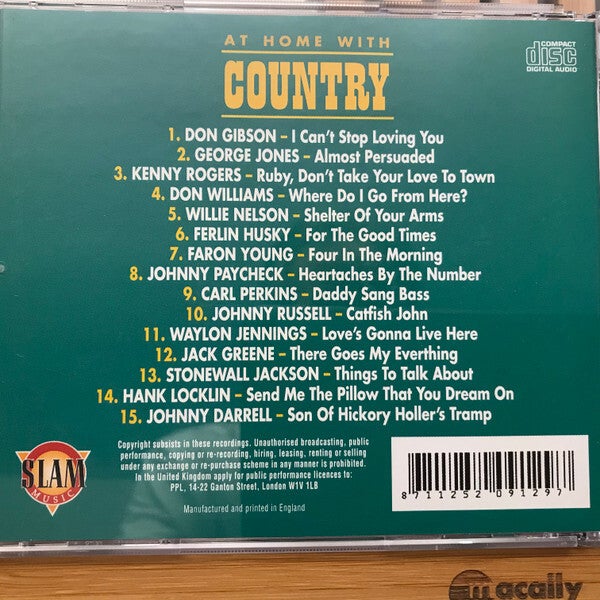 AT HOME WITH
COUNTRY
COMPACT
disc
DIGITAL AUDIO
1. DON GIBSON – I Can't Stop Loving You
2. GEORGE JONES – Almost Persuaded
3. KENNY ROGERS – Ruby, Don't Take Your Love To Town
4. DON WILLIAMS – Where Do I Go From Here?
5. WILLIE NELSON – Shelter Of Your Arms
6. FERLIN HUSKY – For The Good Times
7. FARON YOUNG – Four In The Morning
8. JOHNNY PAYCHECK – Heartaches By The Number
9. CARL PERKINS – Daddy Sang Bass
10. JOHNNY RUSSELL – Catfish John
11. WAYLON JENNINGS – Love's Gonna Live Here
12. JACK GREENE – There Goes My Everthing
13. STONEWALL JACKSON – Things To Talk About
14. HANK LOCKLIN – Send Me The Pillow That You Dream On
15. JOHNNY DARRELL – Son Of Hickory Holler's Tramp
SLAM
MUSIC
Copyright subsists in these recordings. Unauthorised broadcasting, public
performance, copying or re-recording, hiring, leasing, renting or selling
under any exchange or re-purchase scheme in any manner is prohibited.
In the United Kingdom apply for public performance licences to:
PPL, 14-22 Ganton Street, London W1V 1LB
Manufactured and printed in England
8 711252 091297
macally